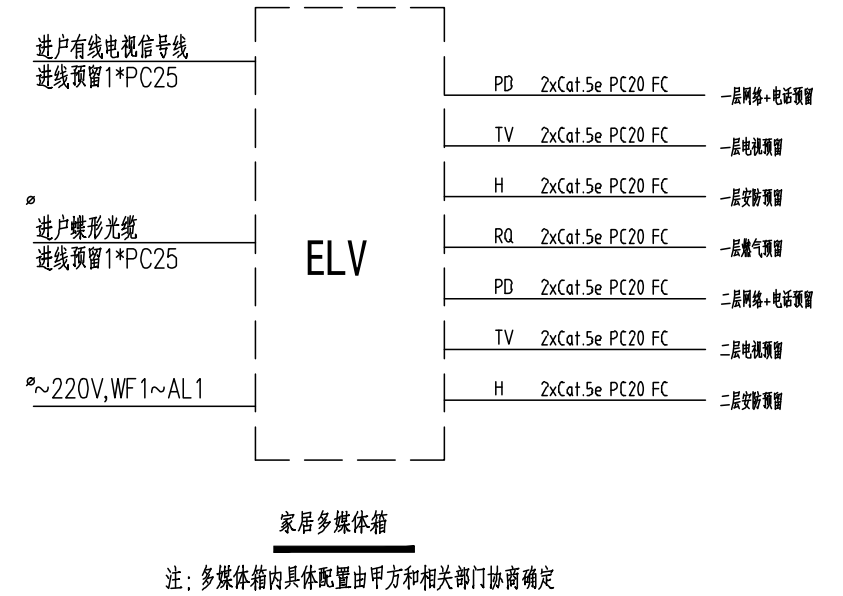 进户有线电视信号线
进线预留1*PC25
进户蝶形光缆
进线预留1*PC25
~220V,WF1~AL1
ELV
PB 2xCat.5e PC20 FC 一层网络+电话预留
TV 2xCat.5e PC20 FC 一层电视预留
H 2xCat.5e PC20 FC 一层安防预留
RQ 2xCat.5e PC20 FC 一层燃气预留
PB 2xCat.5e PC20 FC 二层网络+电话预留
TV 2xCat.5e PC20 FC 二层电视预留
H 2xCat.5e PC20 FC 二层安防预留
家居多媒体箱
注：多媒体箱内具体配置由甲方和相关部门协商确定